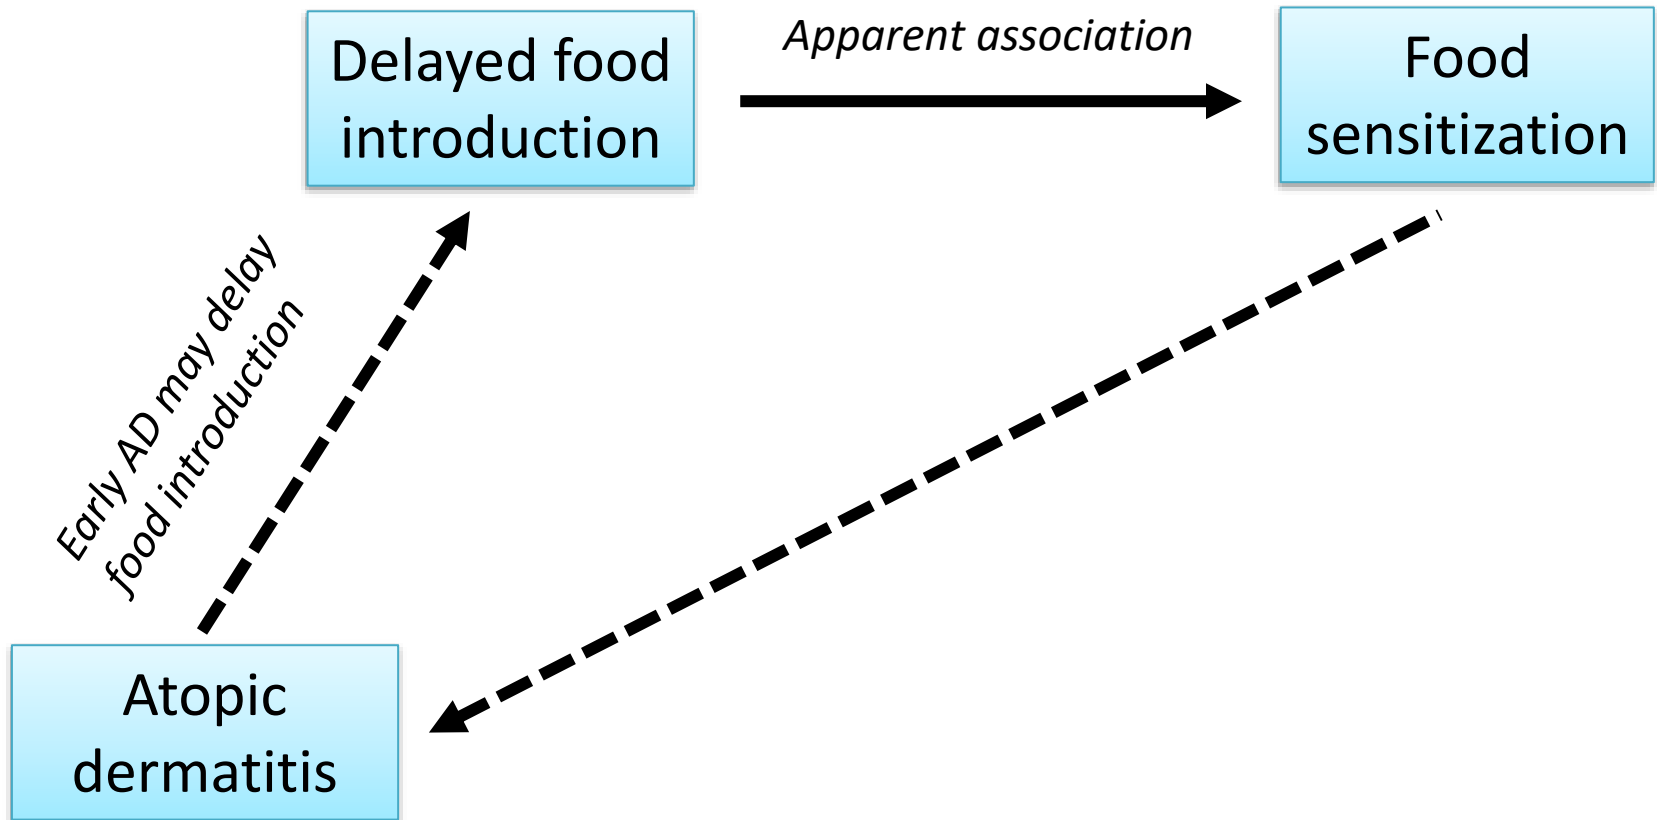 Delayed food
introduction
Apparent association
Food
sensitization
Early AD may delay
food introduction
Atopic
dermatitis